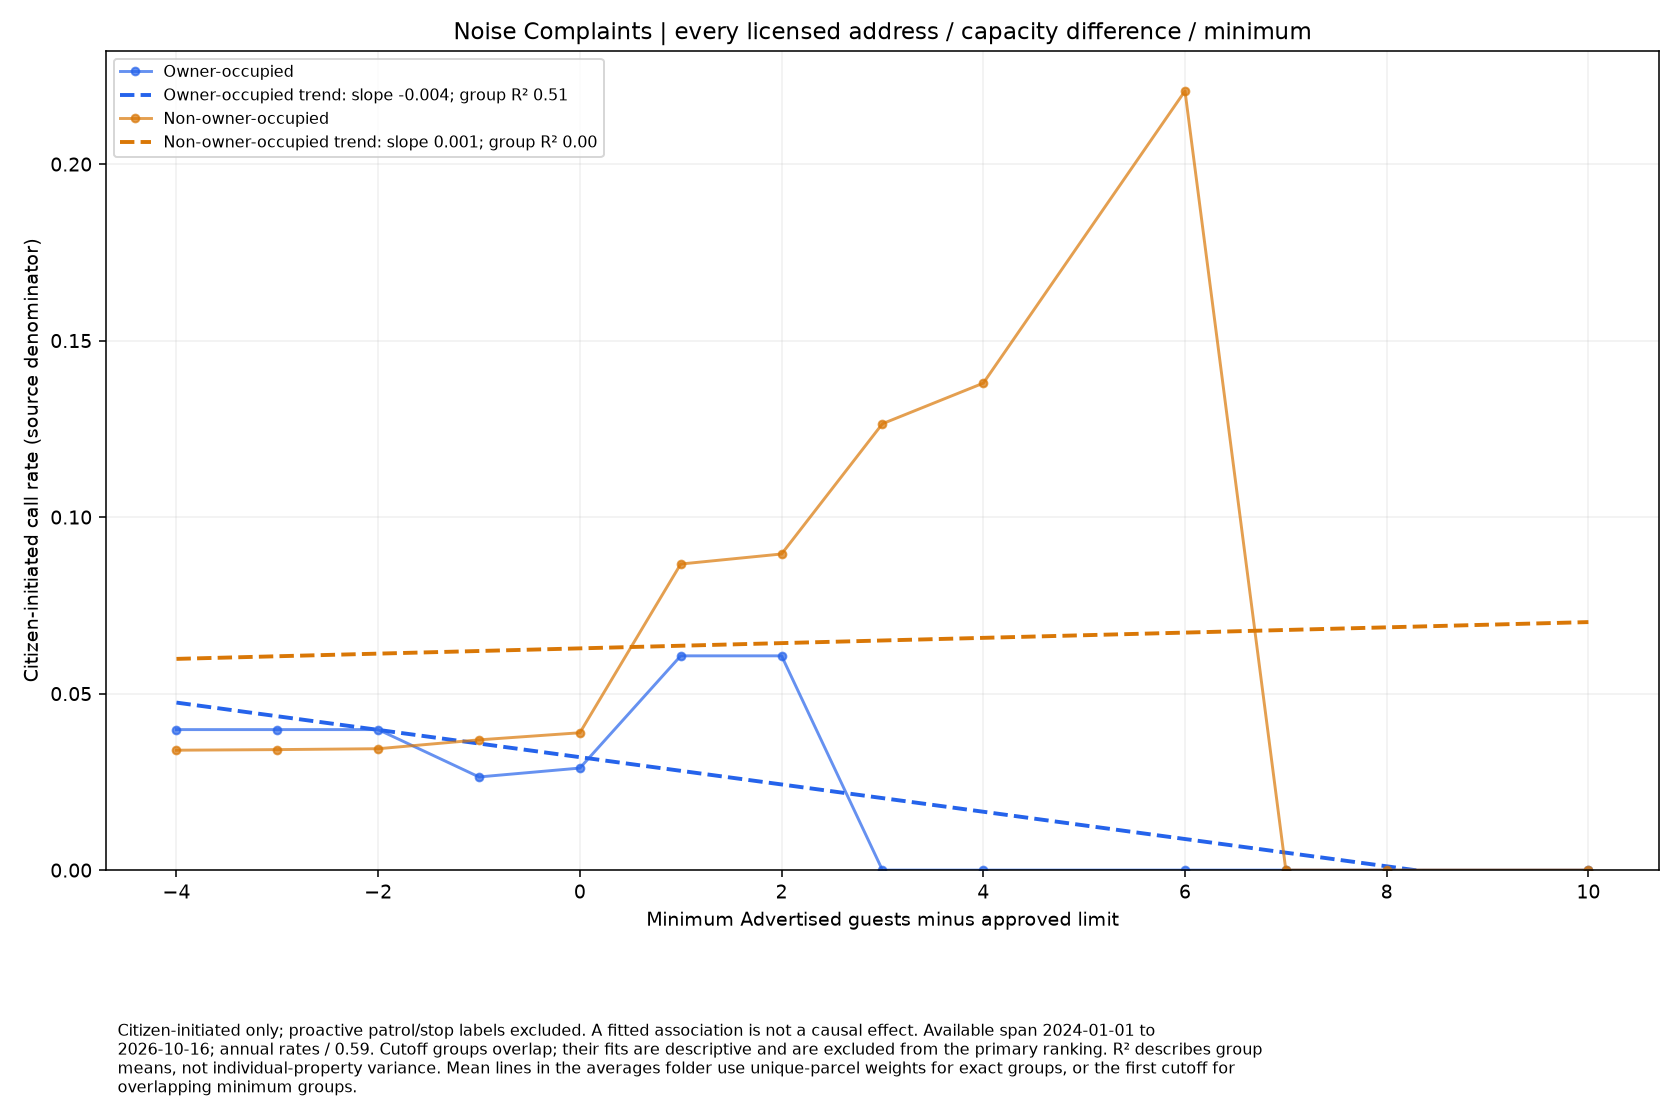 Noise Complaints | every licensed address / capacity difference / minimum
Owner-occupied
Owner-occupied trend: slope -0.004; group R² 0.51
Non-owner-occupied
Non-owner-occupied trend: slope 0.001; group R² 0.00
Citizen-initiated call rate (source denominator)
0.20
0.15
0.10
0.05
0.00
−4
−2
0
2
4
6
8
10
Minimum Advertised guests minus approved limit
Citizen-initiated only; proactive patrol/stop labels excluded. A fitted association is not a causal effect. Available span 2024-01-01 to
2026-10-16; annual rates / 0.59. Cutoff groups overlap; their fits are descriptive and are excluded from the primary ranking. R² describes group
means, not individual-property variance. Mean lines in the averages folder use unique-parcel weights for exact groups, or the first cutoff for
overlapping minimum groups.